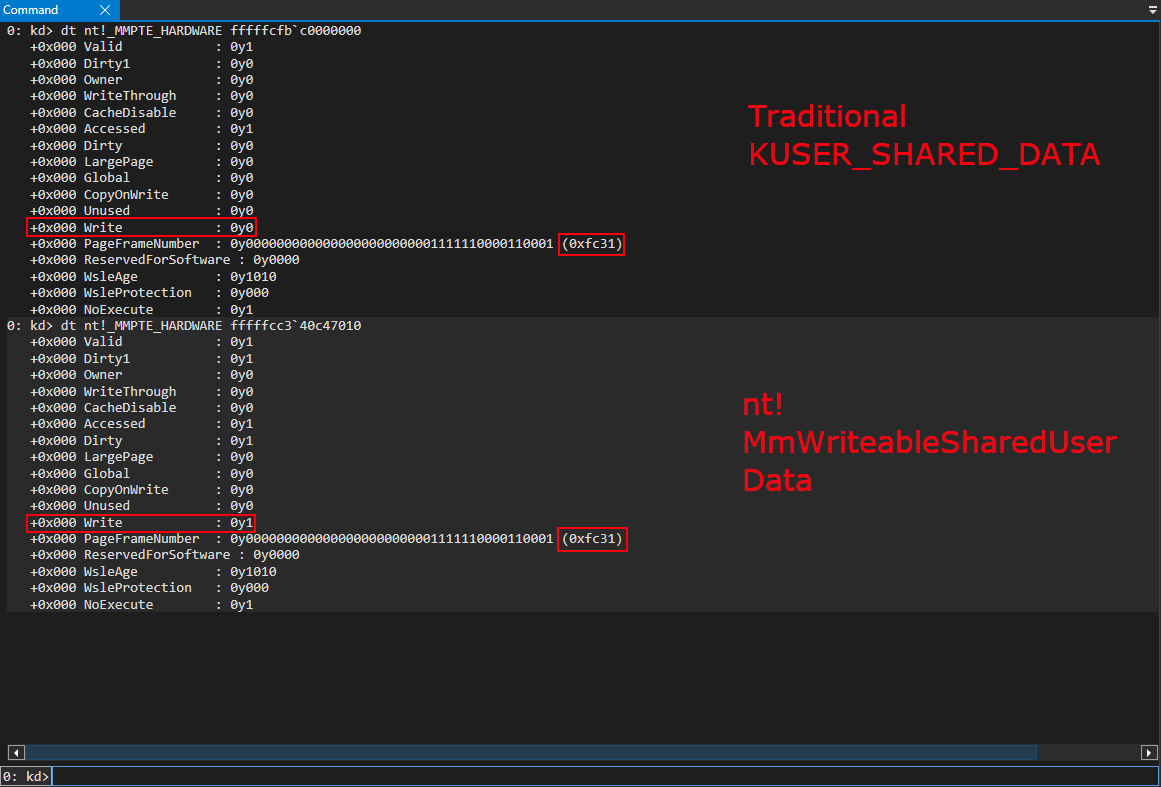 Command
0: kd> dt nt!_MMPTE_HARDWARE fffffcfb`c0000000
+0x000 Valid : 0y1
+0x000 Dirty1 : 0y0
+0x000 Owner : 0y0
+0x000 WriteThrough : 0y0
+0x000 CacheDisable : 0y0
+0x000 Accessed : 0y1
+0x000 Dirty : 0y0
+0x000 LargePage : 0y0
+0x000 Global : 0y0
+0x000 CopyOnWrite : 0y0
+0x000 Unused : 0y0
+0x000 Write : 0y0
+0x000 PageFrameNumber : 0y000000000000000000001111110000110001 (0xfc31)
+0x000 ReservedForSoftware : 0y0000
+0x000 WsleAge : 0y1010
+0x000 WsleProtection : 0y000
+0x000 NoExecute : 0y1
Traditional
KUSER_SHARED_DATA
0: kd> dt nt!_MMPTE_HARDWARE fffffcc3`40c47010
+0x000 Valid : 0y1
+0x000 Dirty1 : 0y1
+0x000 Owner : 0y0
+0x000 WriteThrough : 0y0
+0x000 CacheDisable : 0y0
+0x000 Accessed : 0y1
+0x000 Dirty : 0y1
+0x000 LargePage : 0y0
+0x000 Global : 0y0
+0x000 CopyOnWrite : 0y0
+0x000 Unused : 0y0
+0x000 Write : 0y1
+0x000 PageFrameNumber : 0y000000000000000000001111110000110001 (0xfc31)
+0x000 ReservedForSoftware : 0y0000
+0x000 WsleAge : 0y1010
+0x000 WsleProtection : 0y000
+0x000 NoExecute : 0y1
nt!
MmWriteableSharedUser
Data
0: kd>